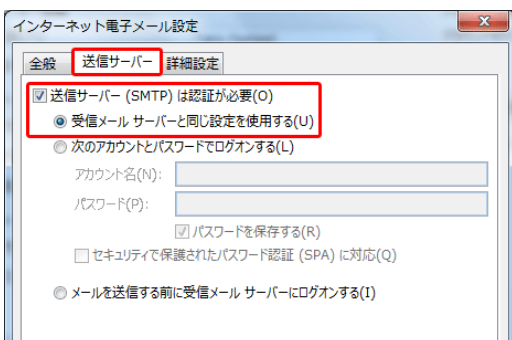 インターネット電子メール設定
全般 送信サーバー 詳細設定
送信サーバー (SMTP) は認証が必要(O)
受信メール サーバーと同じ設定を使用する(U)
次のアカウントとパスワードでログオンする(L)
アカウント名(N):
パスワード(P):
パスワードを保存する(R)
セキュリティで保護されたパスワード認証 (SPA) に対応(Q)
メールを送信する前に受信メール サーバーにログオンする(I)